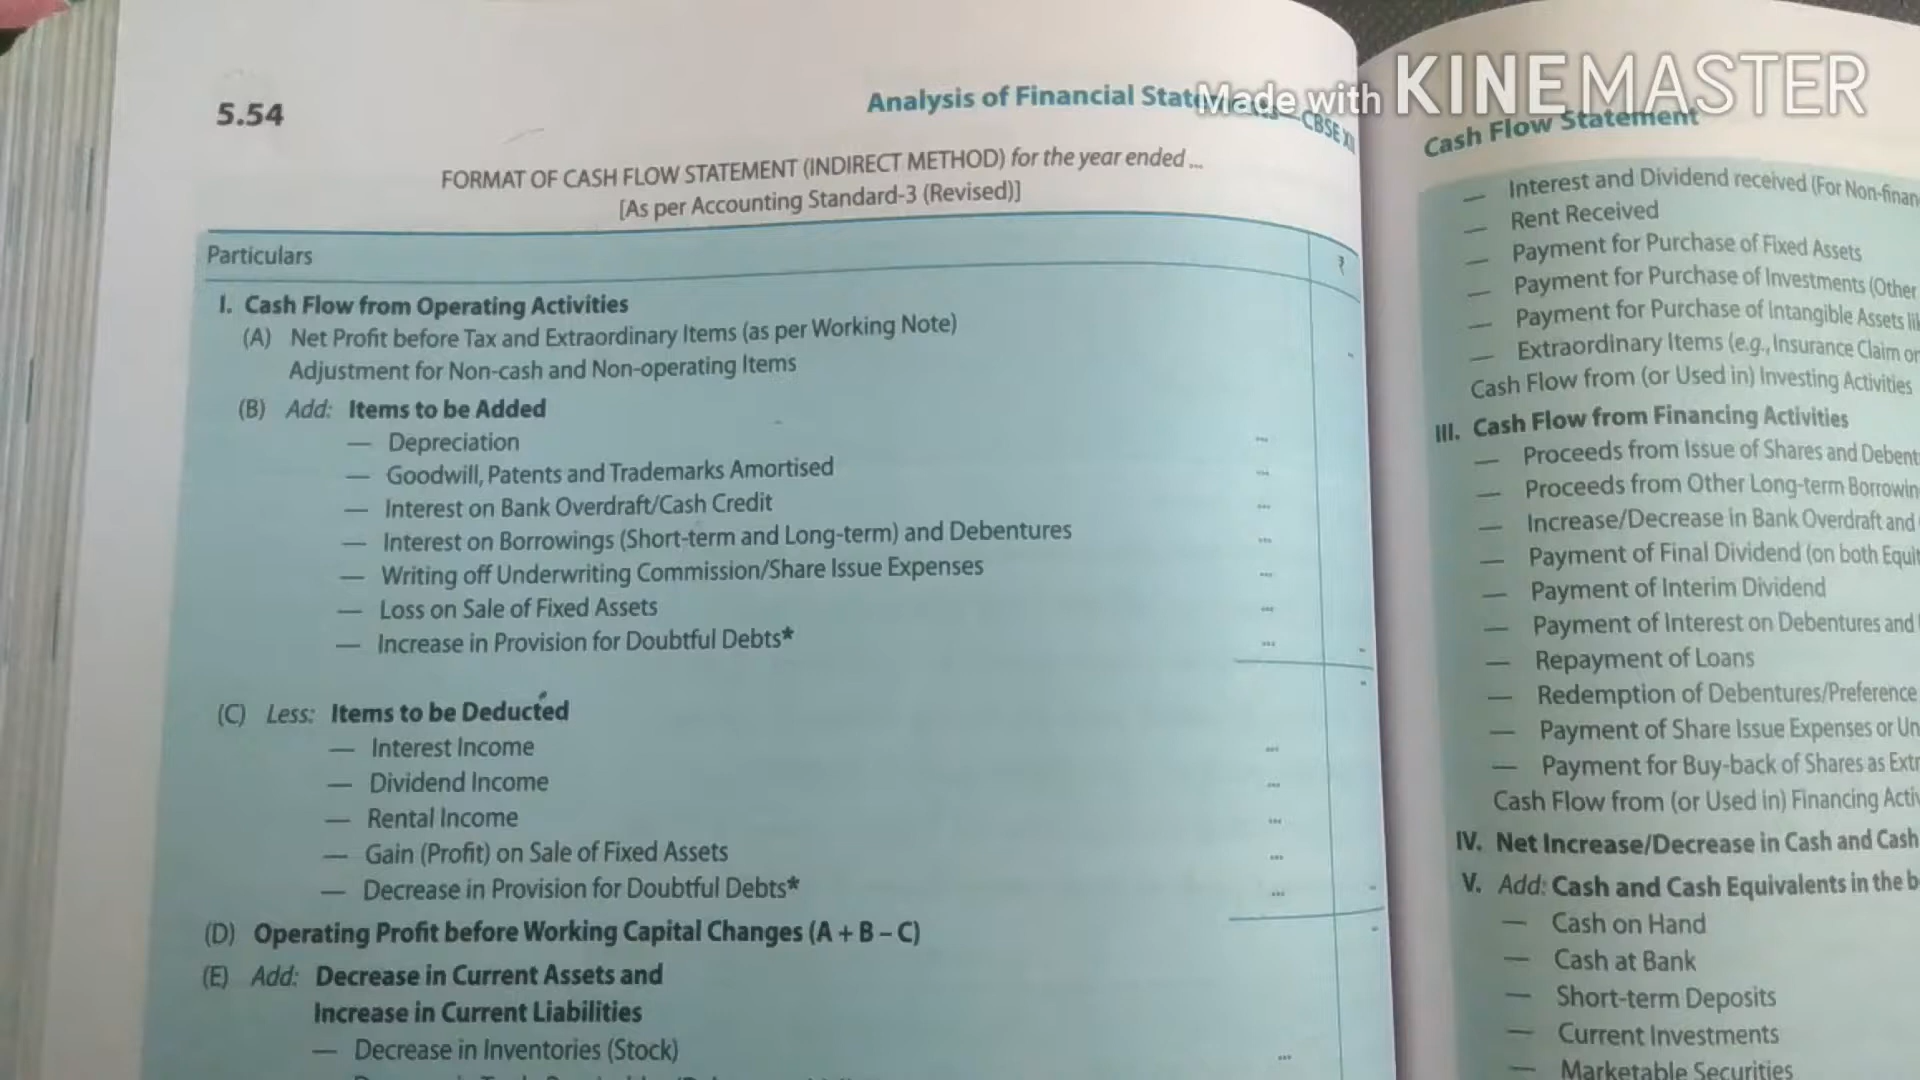 5.54
Analysis of Financial Statements—CBSE XII
FORMAT OF CASH FLOW STATEMENT (INDIRECT METHOD) for the year ended ...
[As per Accounting Standard-3 (Revised)]
Particulars ₹
I. Cash Flow from Operating Activities
(A) Net Profit before Tax and Extraordinary Items (as per Working Note)
Adjustment for Non-cash and Non-operating Items
(B) Add: Items to be Added
— Depreciation ...
— Goodwill, Patents and Trademarks Amortised ...
— Interest on Bank Overdraft/Cash Credit ...
— Interest on Borrowings (Short-term and Long-term) and Debentures ...
— Writing off Underwriting Commission/Share Issue Expenses ...
— Loss on Sale of Fixed Assets ...
— Increase in Provision for Doubtful Debts* ...
(C) Less: Items to be Deducted
— Interest Income ...
— Dividend Income ...
— Rental Income ...
— Gain (Profit) on Sale of Fixed Assets ...
— Decrease in Provision for Doubtful Debts* ...
(D) Operating Profit before Working Capital Changes (A + B – C)
(E) Add: Decrease in Current Assets and
Increase in Current Liabilities
— Decrease in Inventories (Stock) ...
Made with KINEMASTER
Cash Flow Statement
— Interest and Dividend received (For Non-finan
— Rent Received
— Payment for Purchase of Fixed Assets
— Payment for Purchase of Investments (Other
— Payment for Purchase of Intangible Assets li
— Extraordinary Items (e.g., Insurance Claim on
Cash Flow from (or Used in) Investing Activities
III. Cash Flow from Financing Activities
— Proceeds from Issue of Shares and Debent
— Proceeds from Other Long-term Borrowin
— Increase/Decrease in Bank Overdraft and
— Payment of Final Dividend (on both Equit
— Payment of Interim Dividend
— Payment of Interest on Debentures and
— Repayment of Loans
— Redemption of Debentures/Preference
— Payment of Share Issue Expenses or Un
— Payment for Buy-back of Shares as Extr
Cash Flow from (or Used in) Financing Activ
IV. Net Increase/Decrease in Cash and Cash
V. Add: Cash and Cash Equivalents in the b
— Cash on Hand
— Cash at Bank
— Short-term Deposits
— Current Investments
— Marketable Securities